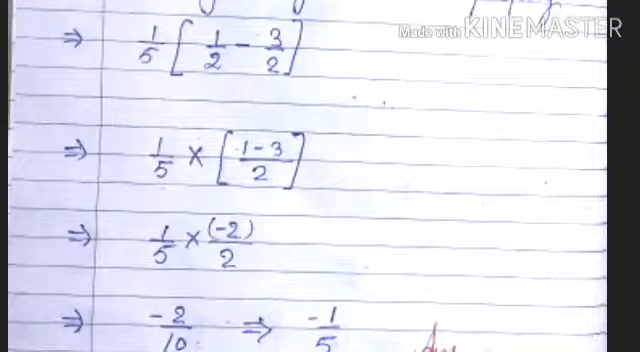 Made with KINEMASTER
⇒ 1/5 [1/2 - 3/2]
⇒ 1/5 × [1-3/2]
⇒ 1/5 × (-2)/2
⇒ -2/10 ⇒ -1/5 Ans